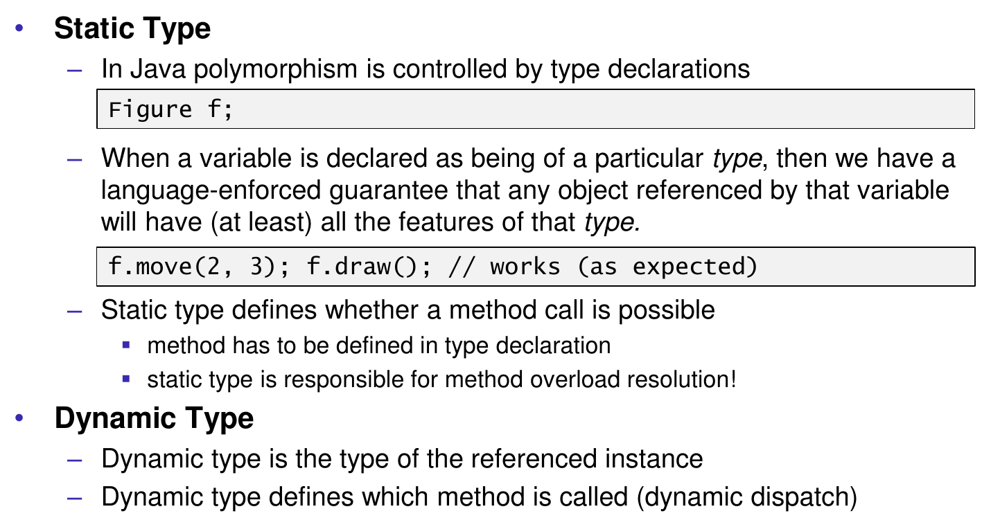 • Static Type
– In Java polymorphism is controlled by type declarations
Figure f;
– When a variable is declared as being of a particular type, then we have a
language-enforced guarantee that any object referenced by that variable
will have (at least) all the features of that type.
f.move(2, 3); f.draw(); // works (as expected)
– Static type defines whether a method call is possible
▪ method has to be defined in type declaration
▪ static type is responsible for method overload resolution!
• Dynamic Type
– Dynamic type is the type of the referenced instance
– Dynamic type defines which method is called (dynamic dispatch)